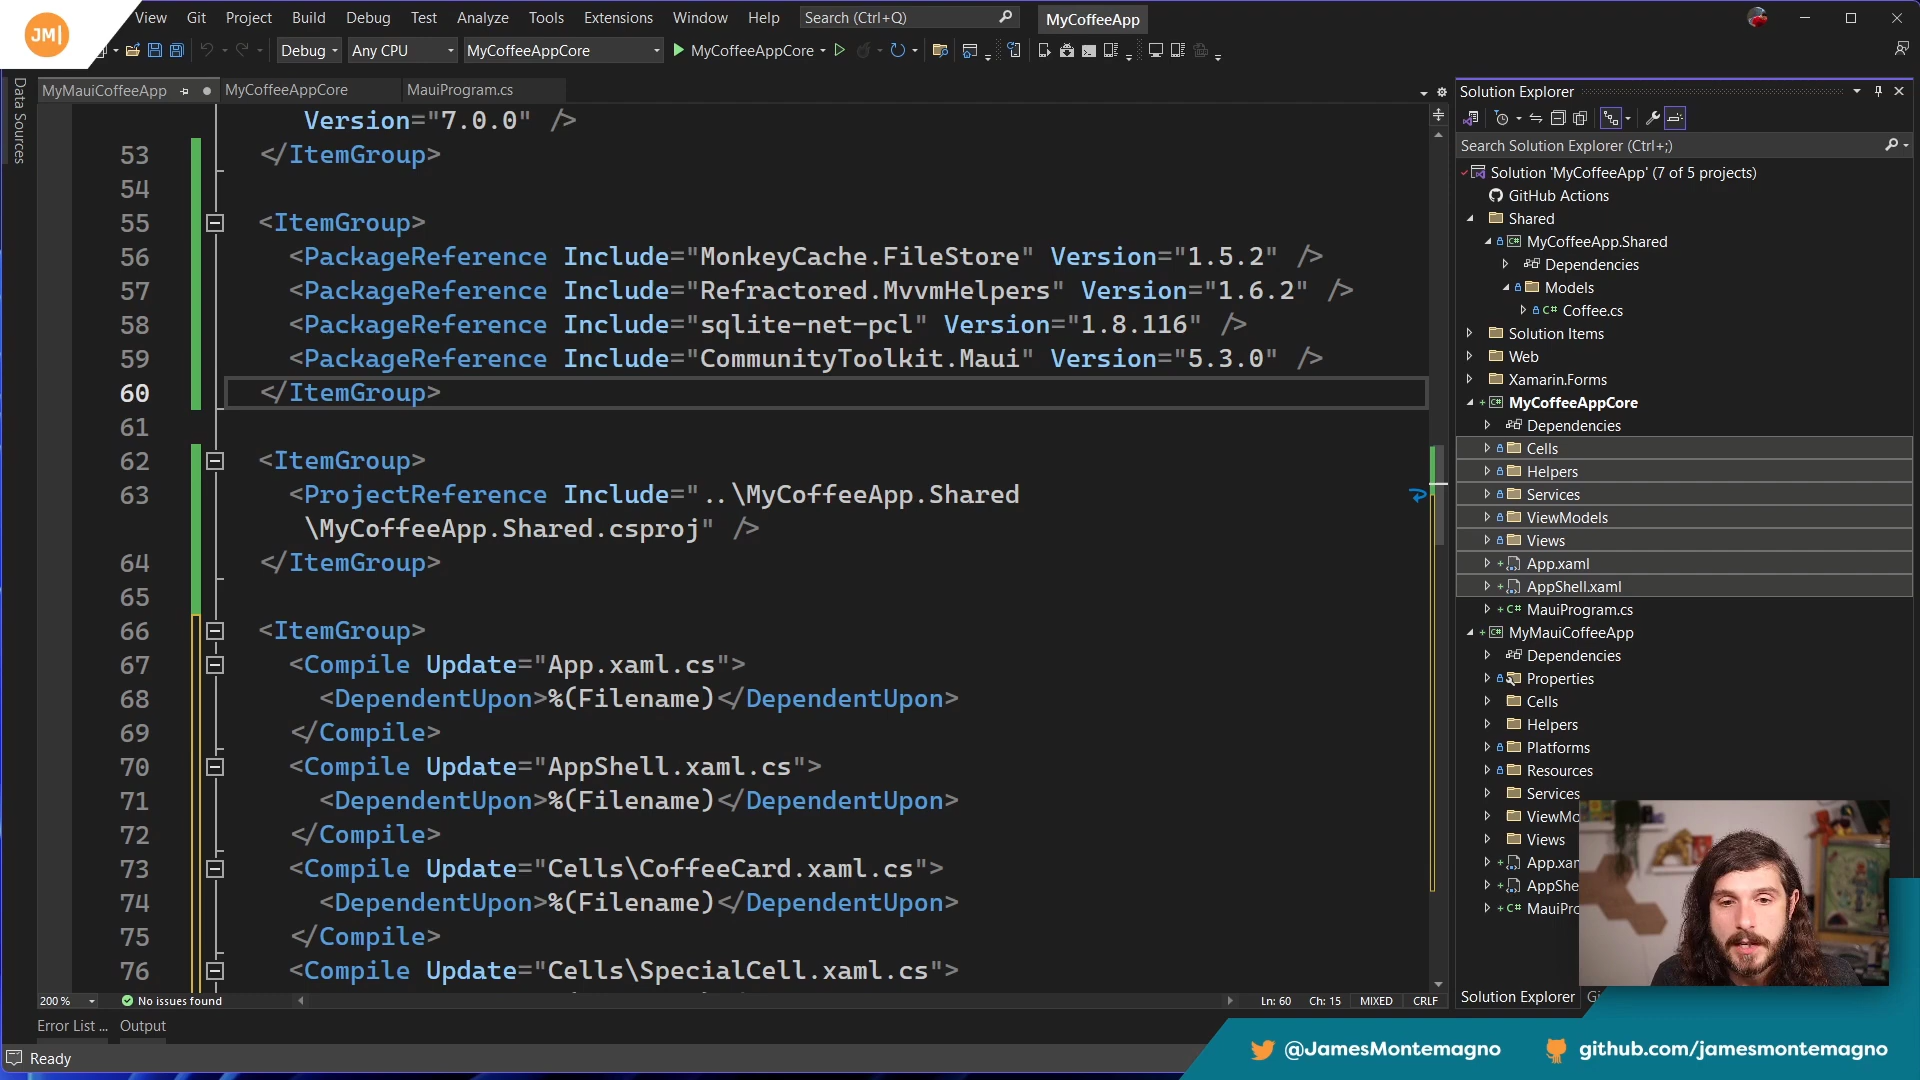 JM|
View Git Project Build Debug Test Analyze Tools Extensions Window Help Search (Ctrl+Q) MyCoffeeApp
Debug Any CPU MyCoffeeAppCore MyCoffeeAppCore
Data Sources
MyMauiCoffeeApp MyCoffeeAppCore MauiProgram.cs
Version="7.0.0" />
53 </ItemGroup>
54
55 <ItemGroup>
56 <PackageReference Include="MonkeyCache.FileStore" Version="1.5.2" />
57 <PackageReference Include="Refractored.MvvmHelpers" Version="1.6.2" />
58 <PackageReference Include="sqlite-net-pcl" Version="1.8.116" />
59 <PackageReference Include="CommunityToolkit.Maui" Version="5.3.0" />
60 </ItemGroup>
61
62 <ItemGroup>
63 <ProjectReference Include="..\MyCoffeeApp.Shared
\MyCoffeeApp.Shared.csproj" />
64 </ItemGroup>
65
66 <ItemGroup>
67 <Compile Update="App.xaml.cs">
68 <DependentUpon>%(Filename)</DependentUpon>
69 </Compile>
70 <Compile Update="AppShell.xaml.cs">
71 <DependentUpon>%(Filename)</DependentUpon>
72 </Compile>
73 <Compile Update="Cells\CoffeeCard.xaml.cs">
74 <DependentUpon>%(Filename)</DependentUpon>
75 </Compile>
76 <Compile Update="Cells\SpecialCell.xaml.cs">
200 % No issues found Ln: 60 Ch: 15 MIXED CRLF
Error List ... Output
Ready
Solution Explorer
Search Solution Explorer (Ctrl+;)
Solution 'MyCoffeeApp' (7 of 5 projects)
GitHub Actions
Shared
MyCoffeeApp.Shared
Dependencies
Models
Coffee.cs
Solution Items
Web
Xamarin.Forms
MyCoffeeAppCore
Dependencies
Cells
Helpers
Services
ViewModels
Views
App.xaml
AppShell.xaml
MauiProgram.cs
MyMauiCoffeeApp
Dependencies
Properties
Cells
Helpers
Platforms
Resources
Services
ViewMo
Views
App.xan
AppShe
MauiPro
Solution Explorer
@JamesMontemagno github.com/jamesmontemagno